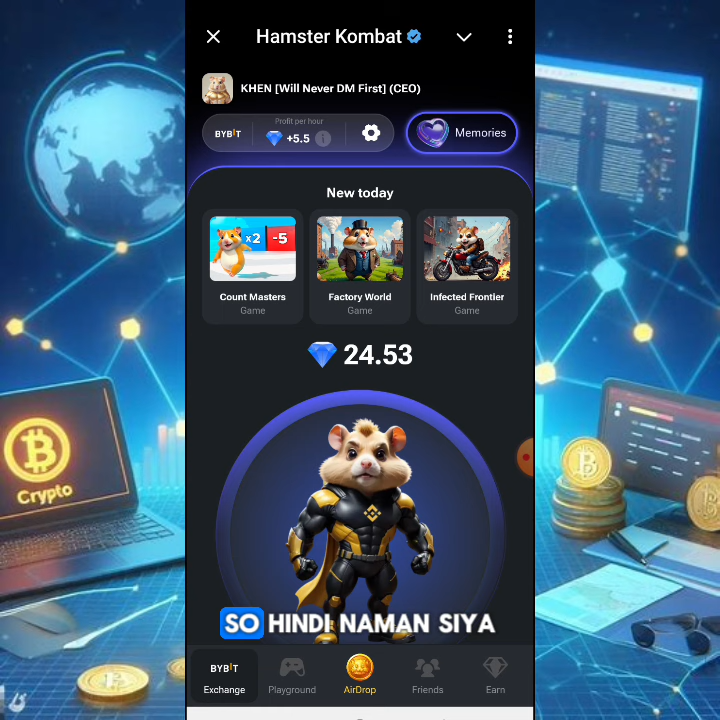 Hamster Kombat
KHEN [Will Never DM First] (CEO)
Profit per hour
BYBIT
+5.5
Memories
New today
x2 -5
Count Masters
Game
Factory World
Game
Infected Frontier
Game
24.53
Crypto
SO HINDI NAMAN SIYA
BYBIT
Exchange
Playground
AirDrop
Friends
Earn